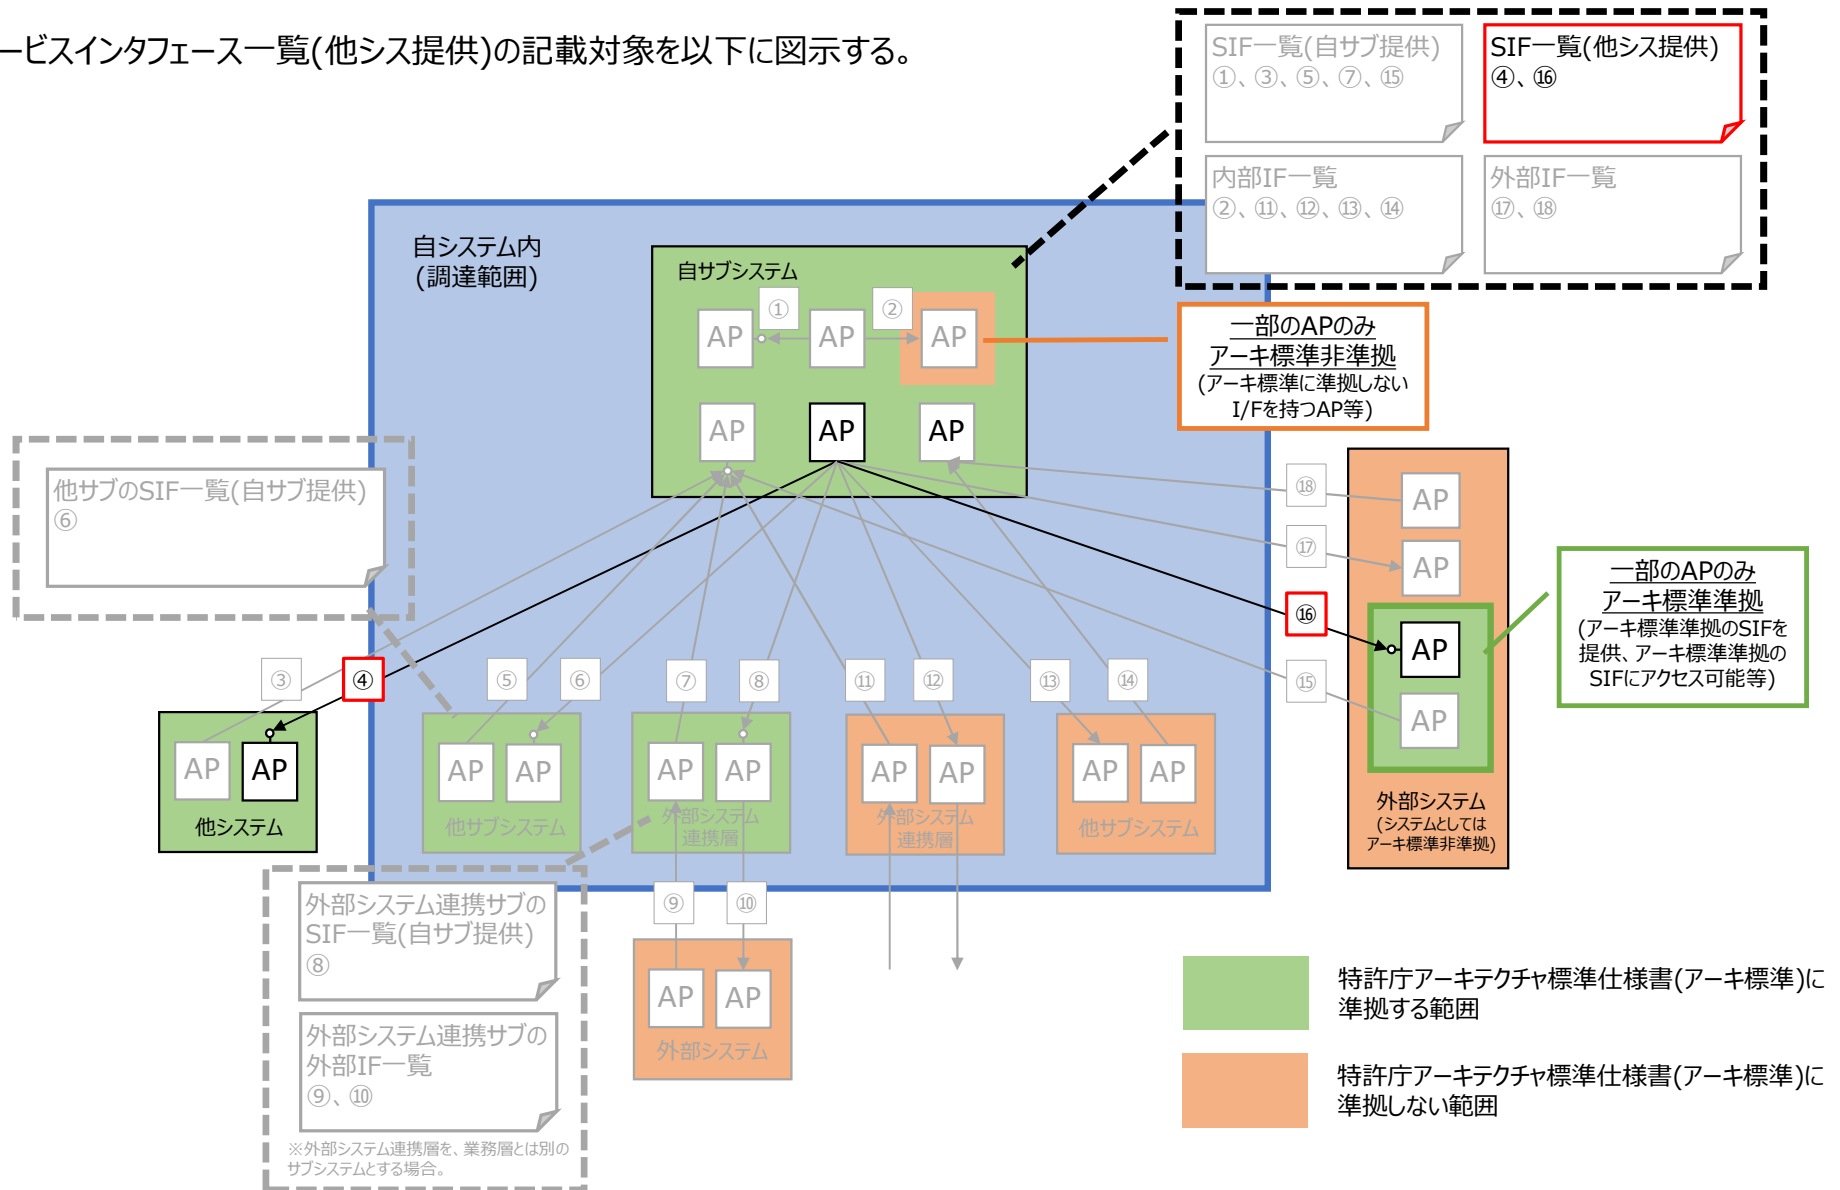 ービスインタフェース一覧(他シス提供)の記載対象を以下に図示する。
SIF一覧(自サブ提供)
①、③、⑤、⑦、⑮
SIF一覧(他シス提供)
④、⑯
内部IF一覧
②、⑪、⑫、⑬、⑭
外部IF一覧
⑰、⑱
自システム内
(調達範囲)
自サブシステム
①
②
AP
AP
AP
AP
AP
AP
一部のAPのみ
アーキ標準非準拠
(アーキ標準に準拠しない
I/Fを持つAP等)
他サブのSIF一覧(自サブ提供)
⑥
⑱
AP
⑰
AP
⑯
AP
⑮
AP
外部システム
(システムとしては
アーキ標準非準拠)
一部のAPのみ
アーキ標準準拠
(アーキ標準準拠のSIFを
提供、アーキ標準準拠の
SIFにアクセス可能等)
③
④
⑤
⑥
⑦
⑧
⑪
⑫
⑬
⑭
AP
AP
他システム
AP
AP
他サブシステム
AP
AP
外部システム
連携層
AP
AP
外部システム
連携層
AP
AP
他サブシステム
⑨
⑩
AP
AP
外部システム
外部システム連携サブの
SIF一覧(自サブ提供)
⑧
外部システム連携サブの
外部IF一覧
⑨、⑩
※外部システム連携層を、業務層とは別の
サブシステムとする場合。
特許庁アーキテクチャ標準仕様書(アーキ標準)に
準拠する範囲
特許庁アーキテクチャ標準仕様書(アーキ標準)に
準拠しない範囲